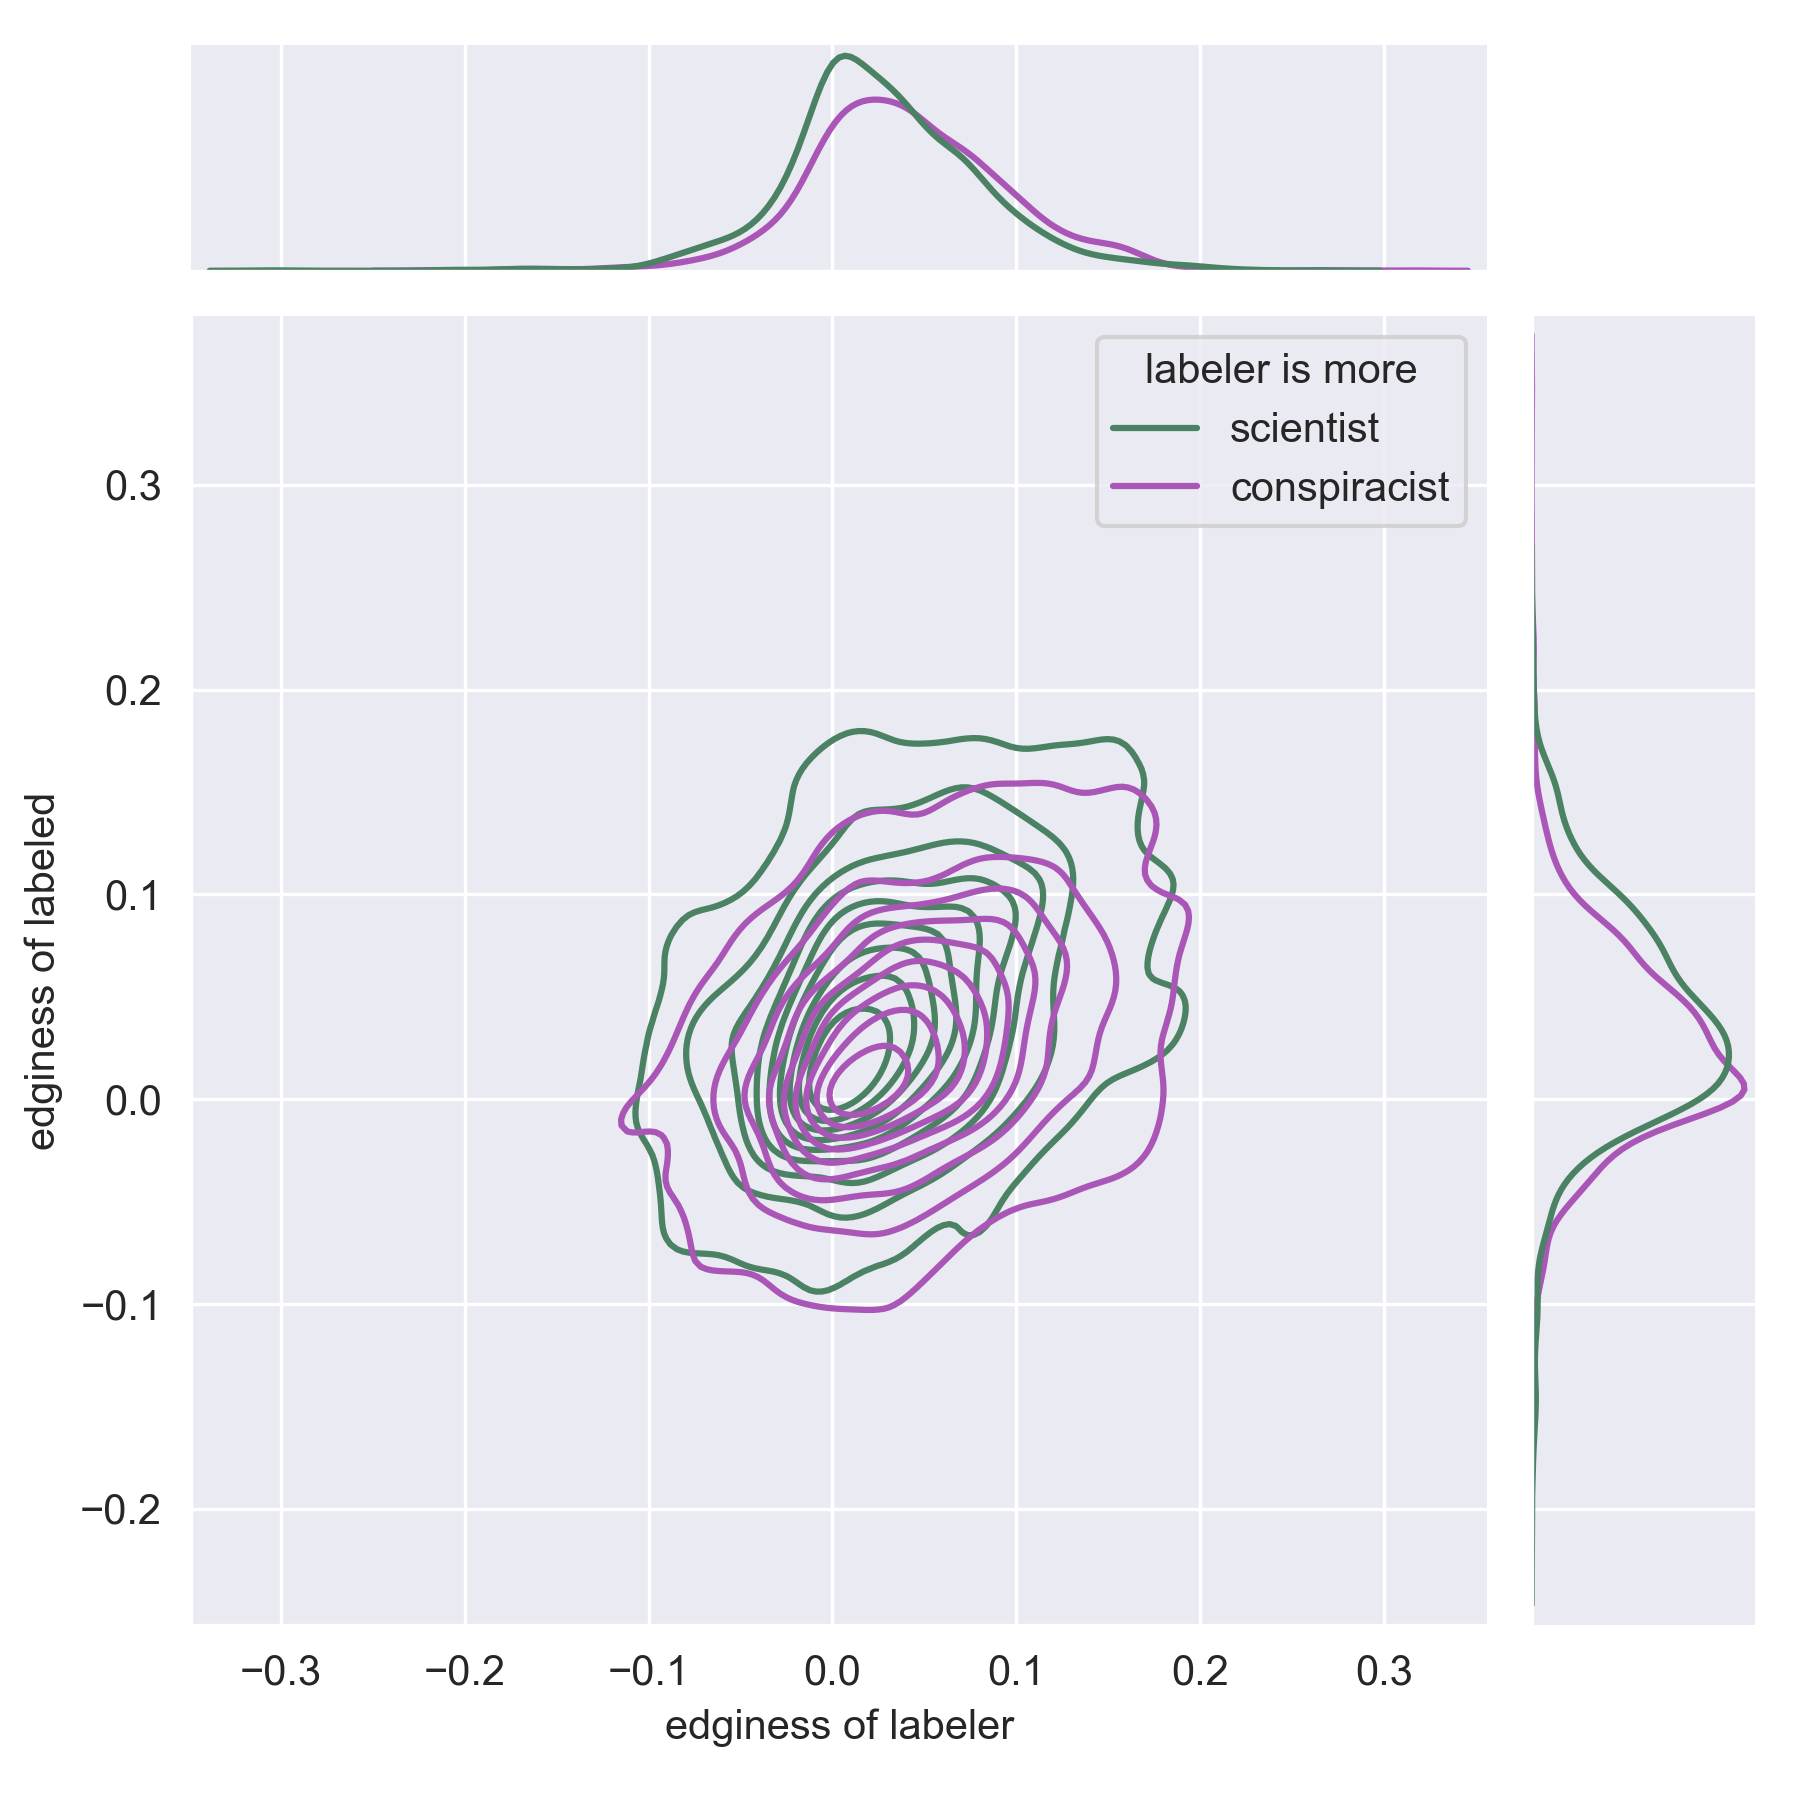 labeler is more
scientist
conspiracist
0.3
0.2
0.1
0.0
−0.1
−0.2
edginess of labeled
−0.3
−0.2
−0.1
0.0
0.1
0.2
0.3
edginess of labeler